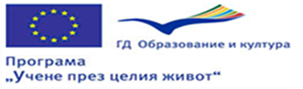 ГД Образование и култура
Програма
„Учене през целия живот“